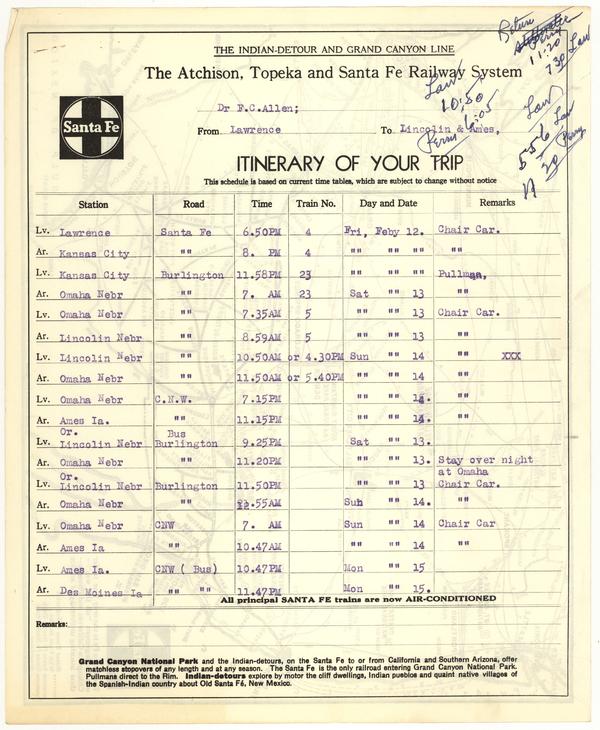 THE INDIAN-DETOUR AND GRAND CANYON LINE
The Atchison, Topeka and Santa Fe Railway System
Santa Fe
Dr F.C.Allen;
From Lawrence To Lincolin & Ames,
Law
10:50
6:05
11:20
730 Law
Law
556 Law
ITINERARY OF YOUR TRIP
This schedule is based on current time tables, which are subject to change without notice
Station Road Time Train No. Day and Date Remarks
Lv. Lawrence Santa Fe 6.50PM 4 Fri, Feby 12. Chair Car.
Ar. Kansas City "" 8. PM 4 "" "" "" ""
Lv. Kansas City Burlington 11.58PM 23 "" "" "" Pullman,
Ar. Omaha Nebr "" 7. AM 23 Sat "" 13 ""
Lv. Omaha Nebr "" 7.35AM 5 "" "" 13 Chair Car.
Ar. Lincolin Nebr "" 8.59AM 5 "" "" 13 ""
Lv. Lincolin Nebr "" 10.50AM or 4.30PM Sun "" 14 "" XXX
Ar. Omaha Nebr "" 11.50AM or 5.40PM "" "" 14 ""
Lv. Omaha Nebr C.N.W. 7.15PM "" "" 14. ""
Ar. Ames Ia. "" 11.15PM "" "" 14. ""
Or. Bus
Lv. Lincolin Nebr Burlington 9.25PM Sat "" 13.
Ar. Omaha Nebr "" 11.20PM "" "" 13. Stay over night
Or. at Omaha
Lv. Lincolin Nebr Burlington 11.50PM "" "" 13 Chair Car.
Ar. Omaha Nebr "" 12.55AM Sun "" 14. ""
Lv. Omaha Nebr CNW 7. AM Sun "" 14 Chair Car
Ar. Ames Ia "" 10.47AM "" "" 14 ""
Lv. Ames Ia. CNW ( Bus) 10.47PM Mon "" 15
Ar. Des Moines Ia "" "" 11.47PM Mon "" 15.
All principal SANTA FE trains are now AIR-CONDITIONED
Remarks:
Grand Canyon National Park and the Indian-detours, on the Santa Fe to or from California and Southern Arizona, offer
matchless stopovers of any length and at any season. The Santa Fe is the only railroad entering Grand Canyon National Park.
Pullmans direct to the Rim. Indian-detours explore by motor the cliff dwellings, Indian pueblos and quaint native villages of
the Spanish-Indian country about Old Santa Fé, New Mexico.